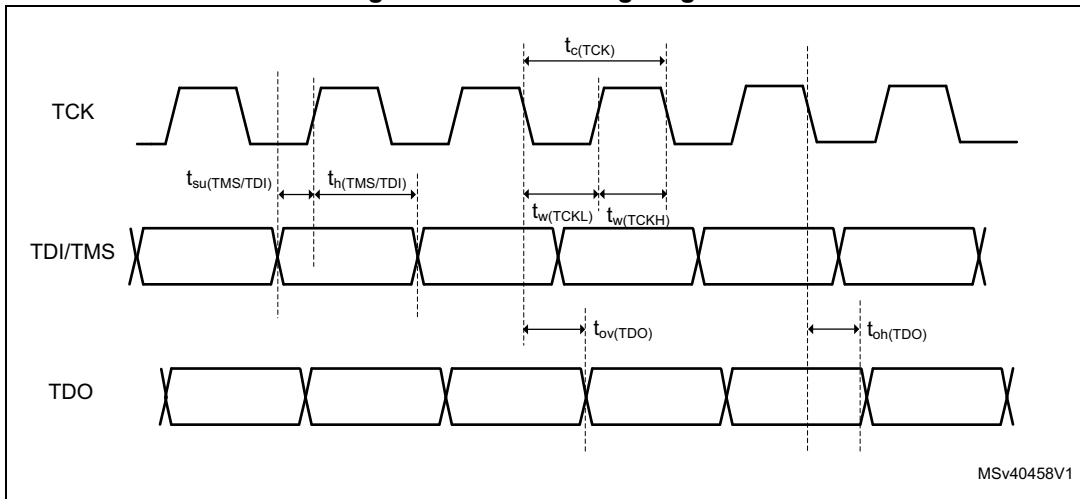 t_c(TCK)
TCK
t_su(TMS/TDI) t_h(TMS/TDI)
t_w(TCKL) t_w(TCKH)
TDI/TMS
t_ov(TDO) t_oh(TDO)
TDO
MSv40458V1